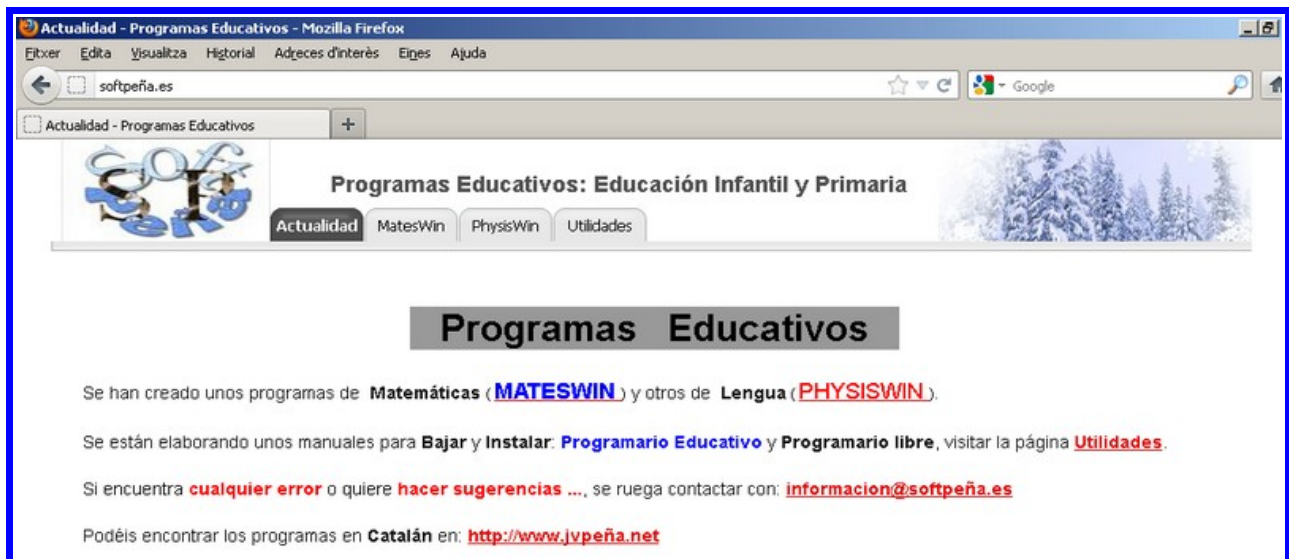 Actualidad - Programas Educativos - Mozilla Firefox
Fitxer Edita Visualitza Historial Adreces d'interès Eines Ajuda
softpeña.es Google
Actualidad - Programas Educativos +
Soft Peña
Programas Educativos: Educación Infantil y Primaria
Actualidad MatesWin PhysisWin Utilidades
Programas Educativos
Se han creado unos programas de Matemáticas ( MATESWIN ) y otros de Lengua ( PHYSISWIN ).
Se están elaborando unos manuales para Bajar y Instalar: Programario Educativo y Programario libre, visitar la página Utilidades.
Si encuentra cualquier error o quiere hacer sugerencias ..., se ruega contactar con: informacion@softpeña.es
Podéis encontrar los programas en Catalán en: http://www.jvpeña.net